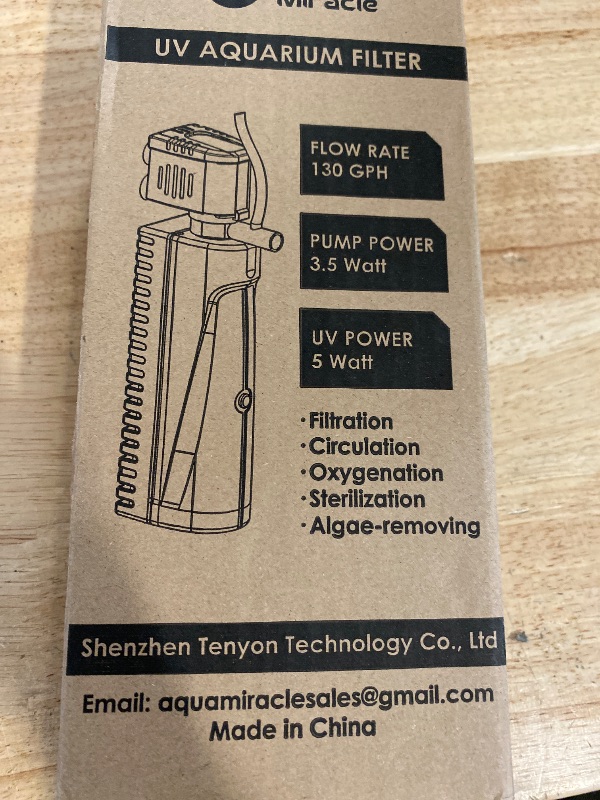 Miracle
UV AQUARIUM FILTER
FLOW RATE
130 GPH
PUMP POWER
3.5 Watt
UV POWER
5 Watt
·Filtration
·Circulation
·Oxygenation
·Sterilization
·Algae-removing
Shenzhen Tenyon Technology Co., Ltd
Email: aquamiraclesales@gmail.com
Made in China